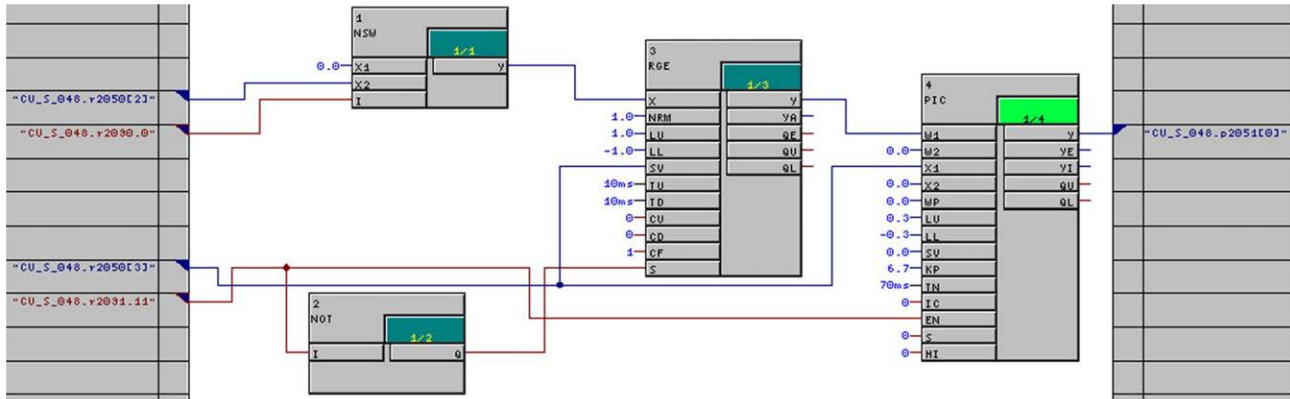 1
NSW
1/1
0.0 X1 Y
X2
I
"CU_S_048.r2050[2]"
"CU_S_048.r2090.0"
"CU_S_048.r2050[3]"
"CU_S_048.r2091.11"
2
NOT
1/2
I Q
3
RGE
1/3
X Y
1.0 NRM YA
1.0 LU QE
-1.0 LL QU
SV QL
10ms TU
10ms TD
0 CU
0 CD
1 CF
S
4
PIC
1/4
W1 Y
0.0 W2 YE
X1 YI
0.0 X2 QU
0.0 WP QL
0.3 LU
-0.3 LL
0.0 SV
6.7 KP
70ms TN
0 IC
EN
0 S
0 HI
"CU_S_048.p2051[0]"